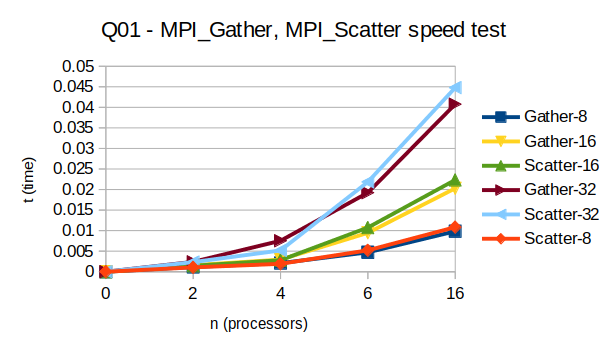 Q01 - MPI_Gather, MPI_Scatter speed test
0.05
0.045
0.04
0.035
0.03
0.025
0.02
0.015
0.01
0.005
0
t (time)
0 2 4 6 16
n (processors)
Gather-8
Gather-16
Scatter-16
Gather-32
Scatter-32
Scatter-8